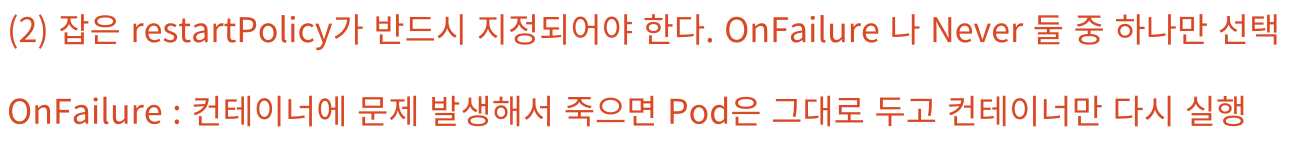 (2) 잡은 restartPolicy가 반드시 지정되어야 한다. OnFailure 나 Never 둘 중 하나만 선택
OnFailure : 컨테이너에 문제 발생해서 죽으면 Pod은 그대로 두고 컨테이너만 다시 실행